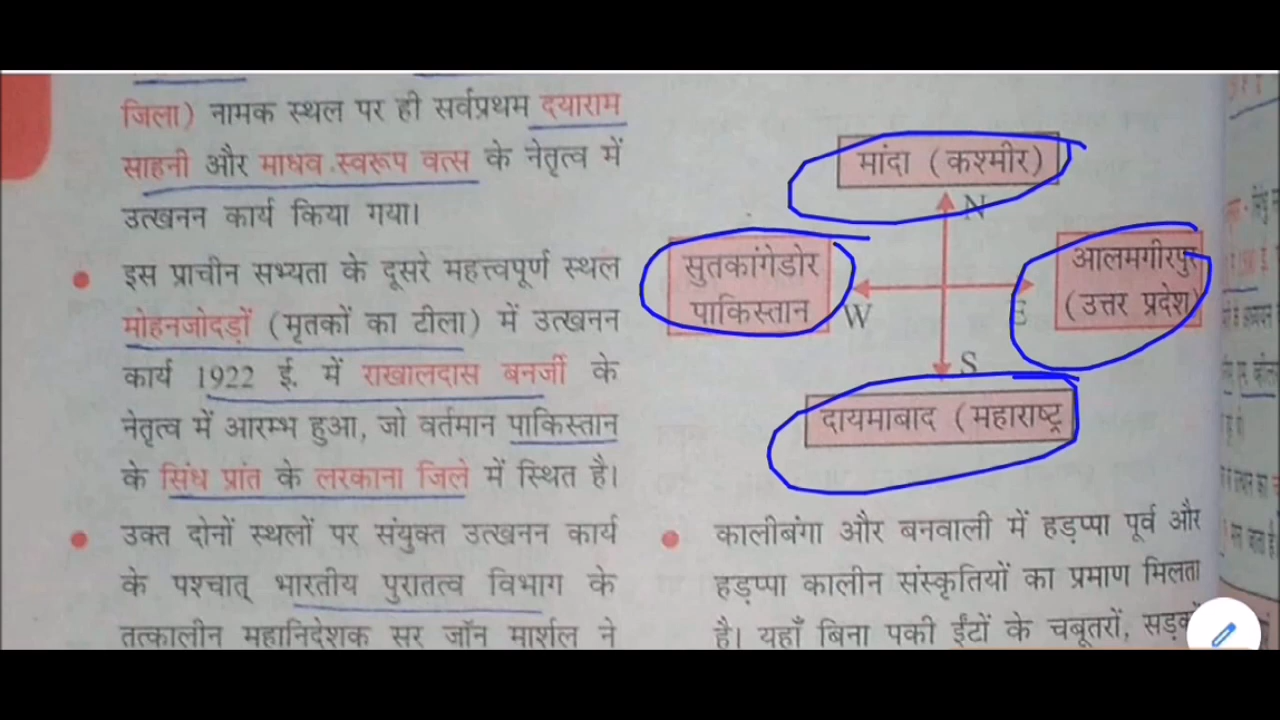 जिला) नामक स्थल पर ही सर्वप्रथम दयाराम
साहनी और माधव स्वरूप वत्स के नेतृत्व में
उत्खनन कार्य किया गया।
इस प्राचीन सभ्यता के दूसरे महत्त्वपूर्ण स्थल
मोहनजोदड़ों (मृतकों का टीला) में उत्खनन
कार्य 1922 ई. में राखालदास बनर्जी के
नेतृत्व में आरम्भ हुआ, जो वर्तमान पाकिस्तान
के सिंध प्रांत के लरकाना जिले में स्थित है।
उक्त दोनों स्थलों पर संयुक्त उत्खनन कार्य
के पश्चात् भारतीय पुरातत्व विभाग के
तत्कालीन महानिदेशक सर जॉन मार्शल ने
मांदा (कश्मीर)
N
सुतकांगेडोर
पाकिस्तान
W
E
आलमगीरपुर
(उत्तर प्रदेश)
S
दायमाबाद (महाराष्ट्र
कालीबंगा और बनवाली में हड़प्पा पूर्व और
हड़प्पा कालीन संस्कृतियों का प्रमाण मिलता
है। यहाँ बिना पकी ईंटों के चबूतरों,